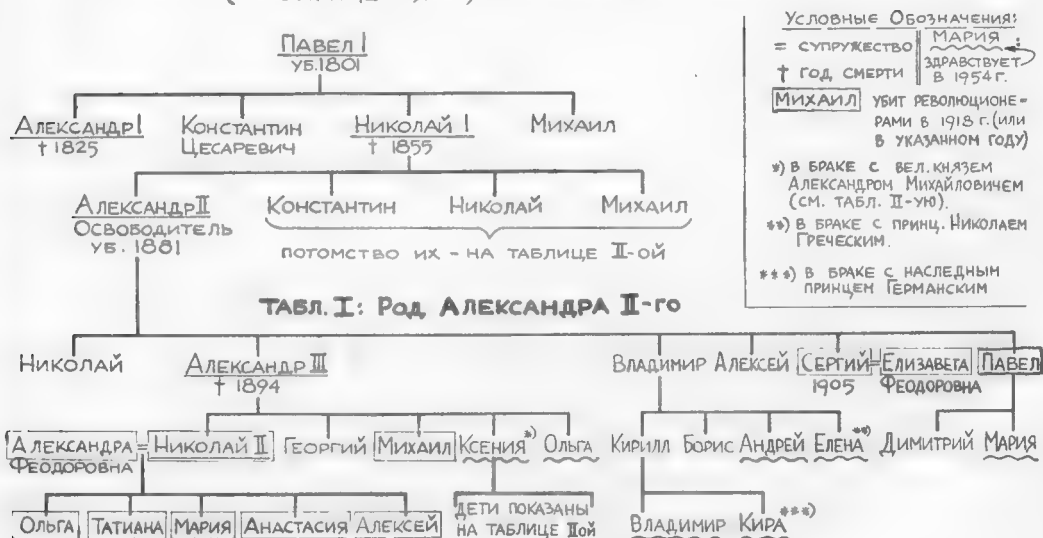 ПАВЕЛ I
УБ. 1801
АЛЕКСАНДР I
† 1825
КОНСТАНТИН
ЦЕСАРЕВИЧ
НИКОЛАЙ I
† 1855
МИХАИЛ
АЛЕКСАНДР II
ОСВОБОДИТЕЛЬ
УБ. 1881
КОНСТАНТИН НИКОЛАЙ МИХАИЛ
ПОТОМСТВО ИХ - НА ТАБЛИЦЕ II-ОЙ
УСЛОВНЫЕ ОБОЗНАЧЕНИЯ:
= СУПРУЖЕСТВО
† ГОД СМЕРТИ
МАРИЯ :
ЗДРАВСТВУЕТ
В 1954 Г.
МИХАИЛ УБИТ РЕВОЛЮЦИОНЕ-
РАМИ В 1918 Г. (ИЛИ
В УКАЗАННОМ ГОДУ)
*) В БРАКЕ С ВЕЛ. КНЯЗЕМ
АЛЕКСАНДРОМ МИХАЙЛОВИЧЕМ
(СМ. ТАБЛ. II-УЮ).
**) В БРАКЕ С ПРИНЦ. НИКОЛАЕМ
ГРЕЧЕСКИМ.
***) В БРАКЕ С НАСЛЕДНЫМ
ПРИНЦЕМ ГЕРМАНСКИМ
ТАБЛ. I: РОД АЛЕКСАНДРА II-ГО
НИКОЛАЙ
АЛЕКСАНДР III
† 1894
ВЛАДИМИР АЛЕКСЕЙ
СЕРГИЙ = ЕЛИЗАВЕТА
1905 ФЕОДОРОВНА
ПАВЕЛ
АЛЕКСАНДРА = НИКОЛАЙ II
ФЕОДОРОВНА
ГЕОРГИЙ МИХАИЛ КСЕНИЯ*) ОЛЬГА
КИРИЛЛ БОРИС АНДРЕЙ ЕЛЕНА**)
ДИМИТРИЙ МАРИЯ
ОЛЬГА ТАТИАНА МАРИЯ АНАСТАСИЯ АЛЕКСЕЙ
ДЕТИ ПОКАЗАНЫ
НА ТАБЛИЦЕ IIОЙ
ВЛАДИМИР КИРА***)